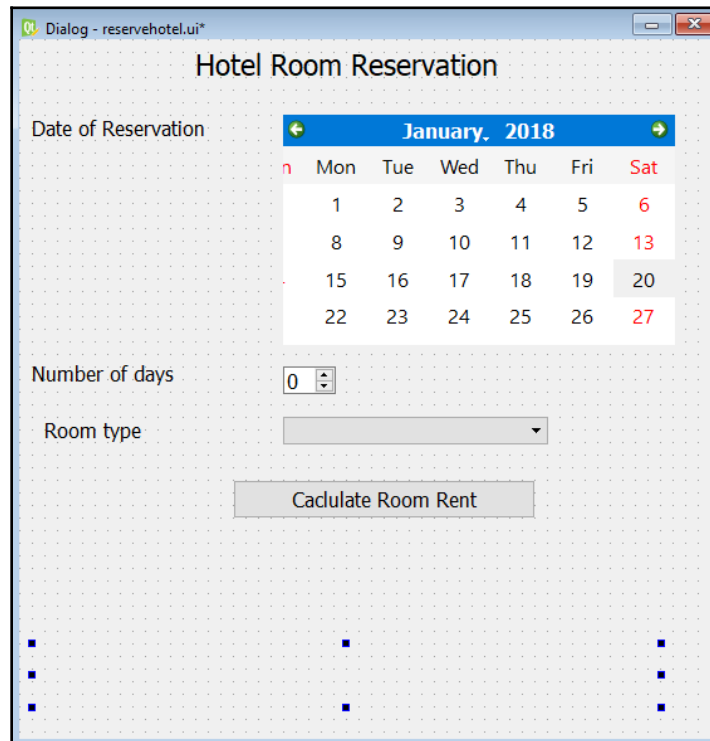 Dialog - reservehotel.ui*
Hotel Room Reservation
Date of Reservation
January, 2018
n Mon Tue Wed Thu Fri Sat
1 2 3 4 5 6
8 9 10 11 12 13
15 16 17 18 19 20
22 23 24 25 26 27
Number of days
0
Room type
Caclulate Room Rent